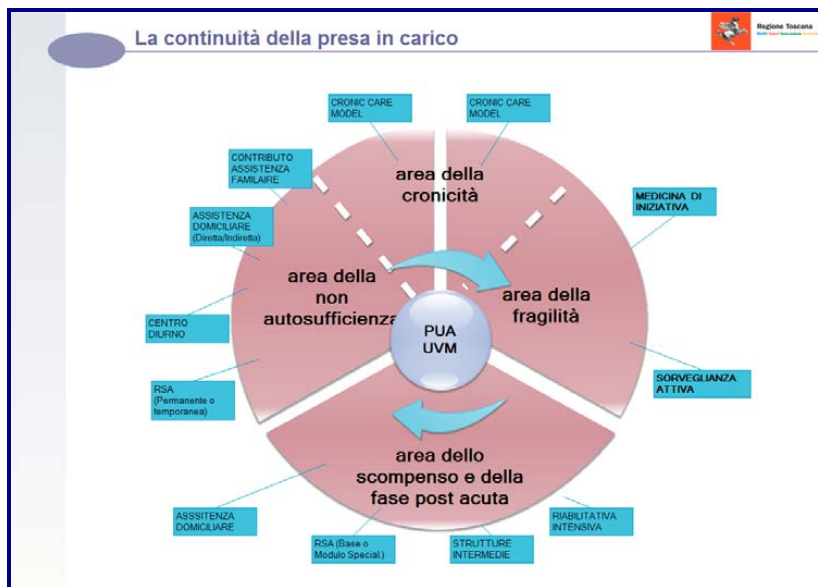 La continuità della presa in carico
Regione Toscana
CRONIC CARE
MODEL
CRONIC CARE
MODEL
CONTRIBUTO
ASSISTENZA
FAMILAIRE
area della
cronicità
MEDICINA DI
INIZIATIVA
ASSISTENZA
DOMICILIARE
(Diretta/Indiretta)
area della
non
autosufficienza
area della
fragilità
CENTRO
DIURNO
PUA
UVM
RSA
(Permanente o
temporanea)
SORVEGLIANZA
ATTIVA
area dello
scompenso e della
fase post acuta
ASSSITENZA
DOMICILIARE
RIABILITATIVA
INTENSIVA
RSA (Base o
Modulo Special.)
STRUTTURE
INTERMEDIE